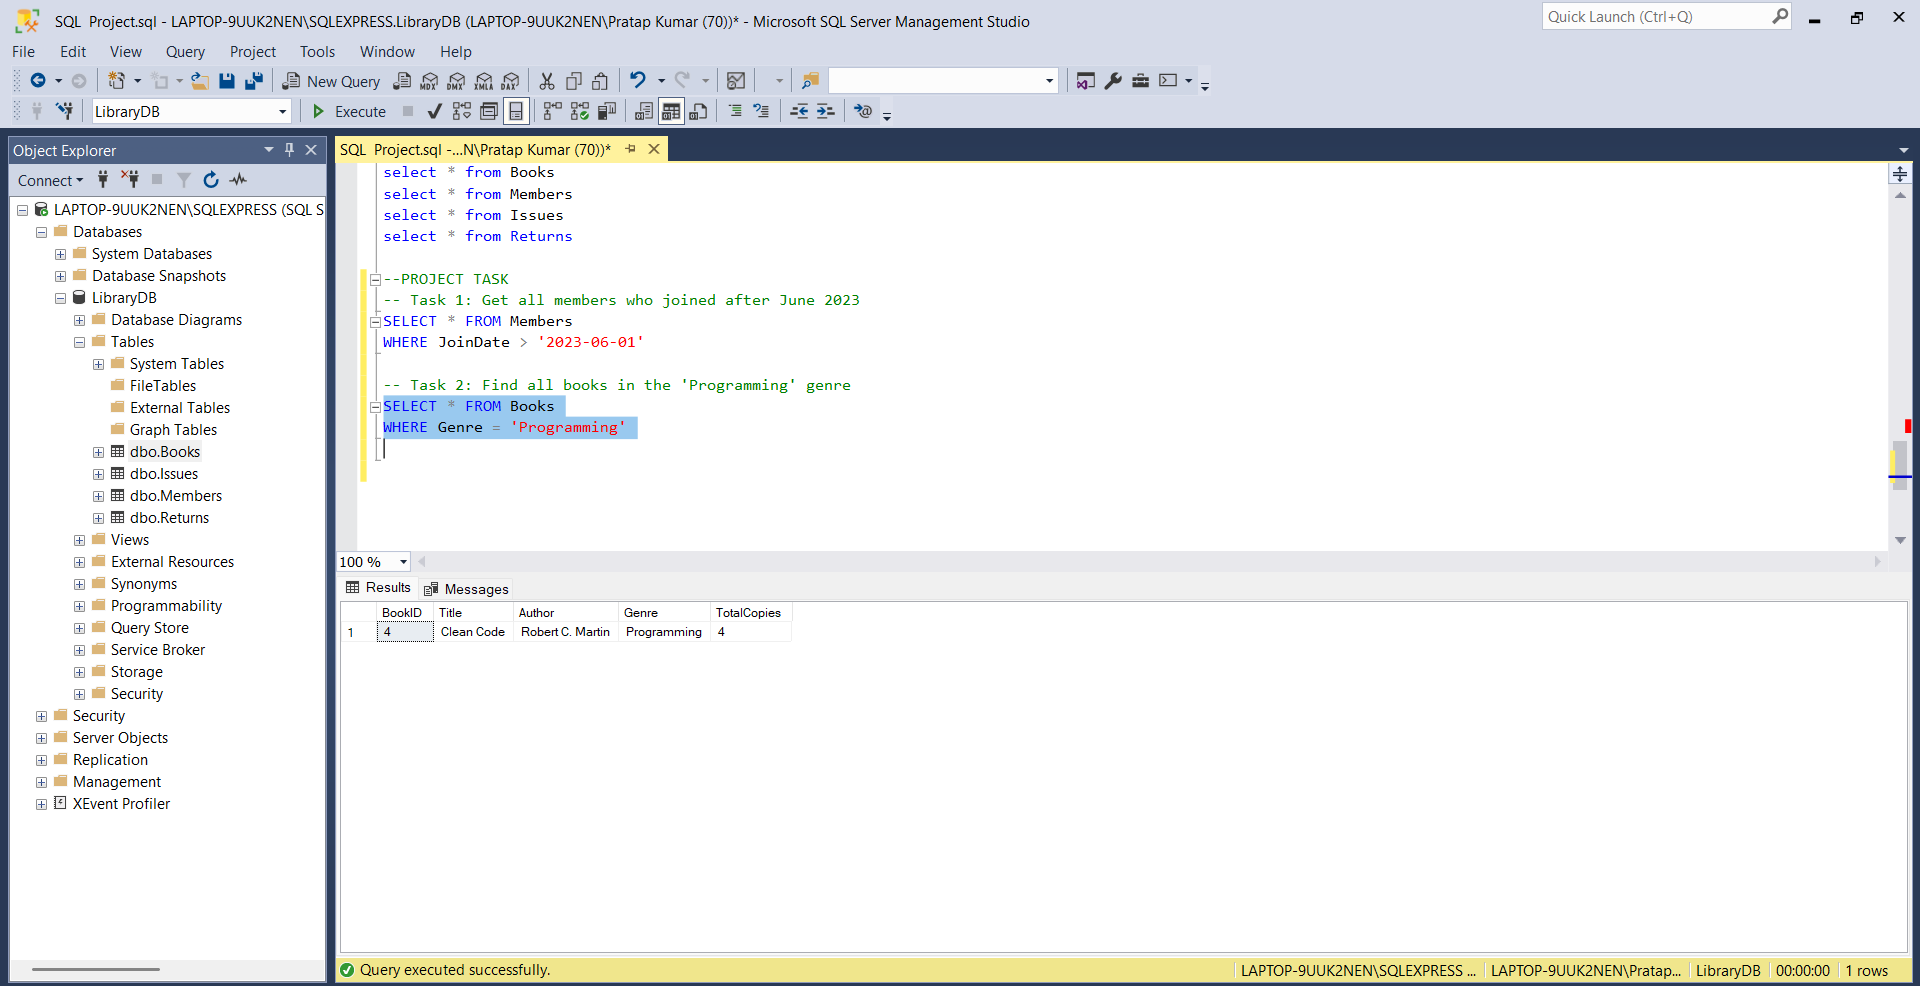 SQL Project.sql - LAPTOP-9UUK2NEN\SQLEXPRESS.LibraryDB (LAPTOP-9UUK2NEN\Pratap Kumar (70))* - Microsoft SQL Server Management Studio
Quick Launch (Ctrl+Q)
File Edit View Query Project Tools Window Help
New Query MDX DMX XMLA DAX
LibraryDB Execute
Object Explorer
Connect
LAPTOP-9UUK2NEN\SQLEXPRESS (SQL S
Databases
System Databases
Database Snapshots
LibraryDB
Database Diagrams
Tables
System Tables
FileTables
External Tables
Graph Tables
dbo.Books
dbo.Issues
dbo.Members
dbo.Returns
Views
External Resources
Synonyms
Programmability
Query Store
Service Broker
Storage
Security
Security
Server Objects
Replication
Management
XEvent Profiler
SQL Project.sql -...N\Pratap Kumar (70))*
select * from Books
select * from Members
select * from Issues
select * from Returns
--PROJECT TASK
-- Task 1: Get all members who joined after June 2023
SELECT * FROM Members
WHERE JoinDate > '2023-06-01'
-- Task 2: Find all books in the 'Programming' genre
SELECT * FROM Books
WHERE Genre = 'Programming'
100 %
Results Messages
BookID Title Author Genre TotalCopies
1 4 Clean Code Robert C. Martin Programming 4
Query executed successfully.
LAPTOP-9UUK2NEN\SQLEXPRESS ... LAPTOP-9UUK2NEN\Pratap... LibraryDB 00:00:00 1 rows